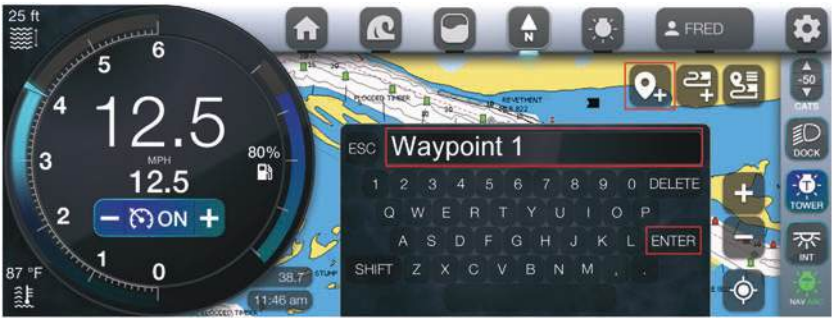 25 ft
N
FRED
6
5
4
3
2
1
0
12.5
MPH
12.5
80%
ON
87 °F
FLOODED TIMBER
REVETMENT
-50
CATS
DOCK
TOWER
INT
NAV ANC
ESC Waypoint 1
1 2 3 4 5 6 7 8 9 0 DELETE
Q W E R T Y U I O P
A S D F G H J K L ENTER
SHIFT Z X C V B N M , .
38.7
STUMP
11:46 am